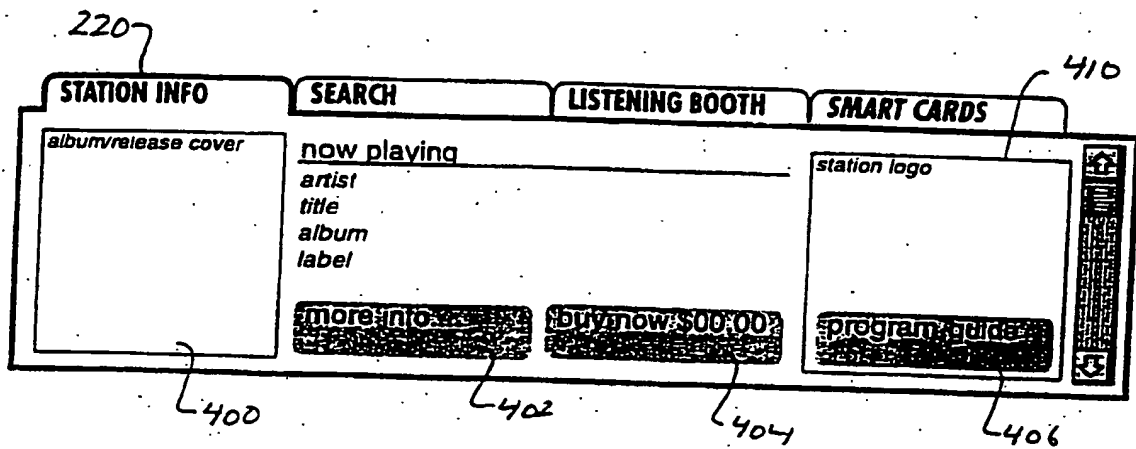 220
410
STATION INFO
SEARCH
LISTENING BOOTH
SMART CARDS
album/release cover
now playing
artist
title
album
label
station logo
more info
buy now $00.00
program guide
400
402
404
406